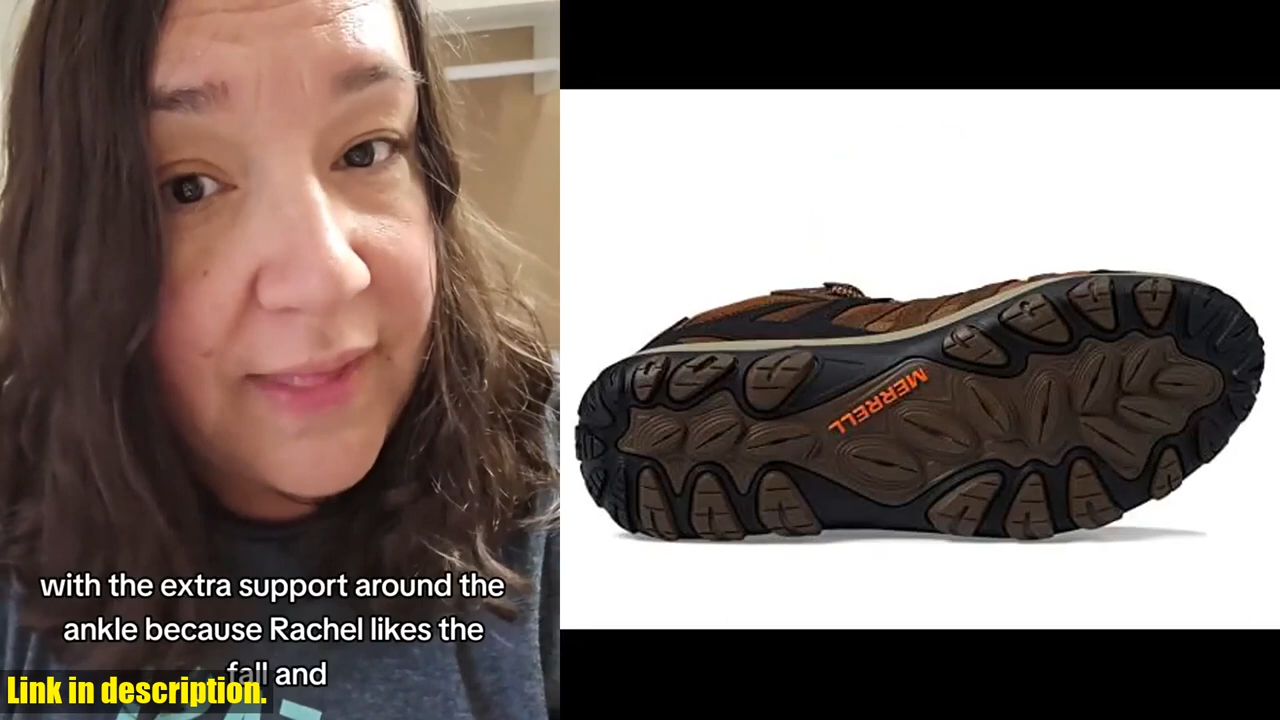 with the extra support around the
ankle because Rachel likes the
fall and
Link in description.
MERRELL